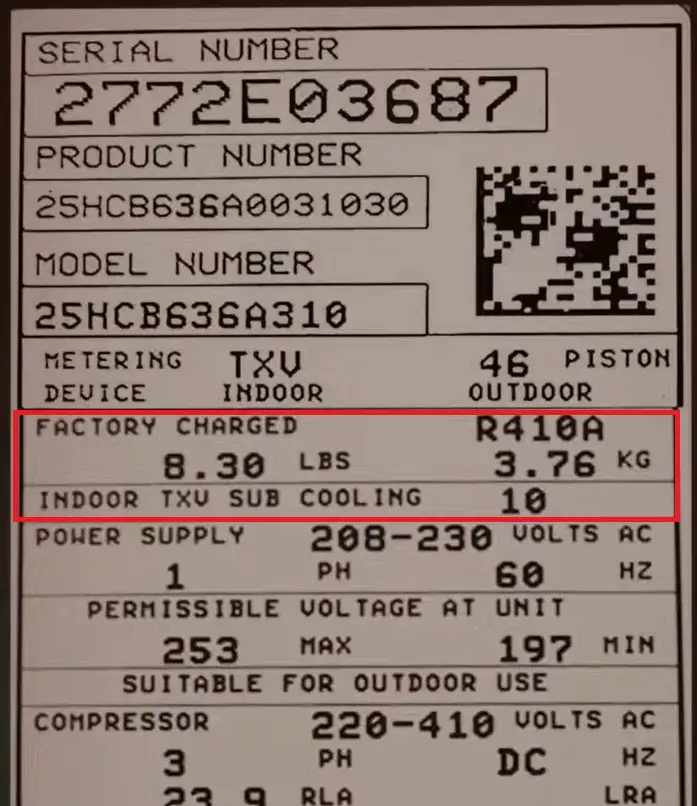 SERIAL NUMBER
2772E03687
PRODUCT NUMBER
25HCB636A0031030
MODEL NUMBER
25HCB636A310
METERING TXV 46 PISTON
DEVICE INDOOR OUTDOOR
FACTORY CHARGED R410A
8.30 LBS 3.76 KG
INDOOR TXV SUB COOLING 10
POWER SUPPLY 208-230 VOLTS AC
1 PH 60 HZ
PERMISSIBLE VOLTAGE AT UNIT
253 MAX 197 MIN
SUITABLE FOR OUTDOOR USE
COMPRESSOR 220-410 VOLTS AC
3 PH DC HZ
23.9 RLA LRA